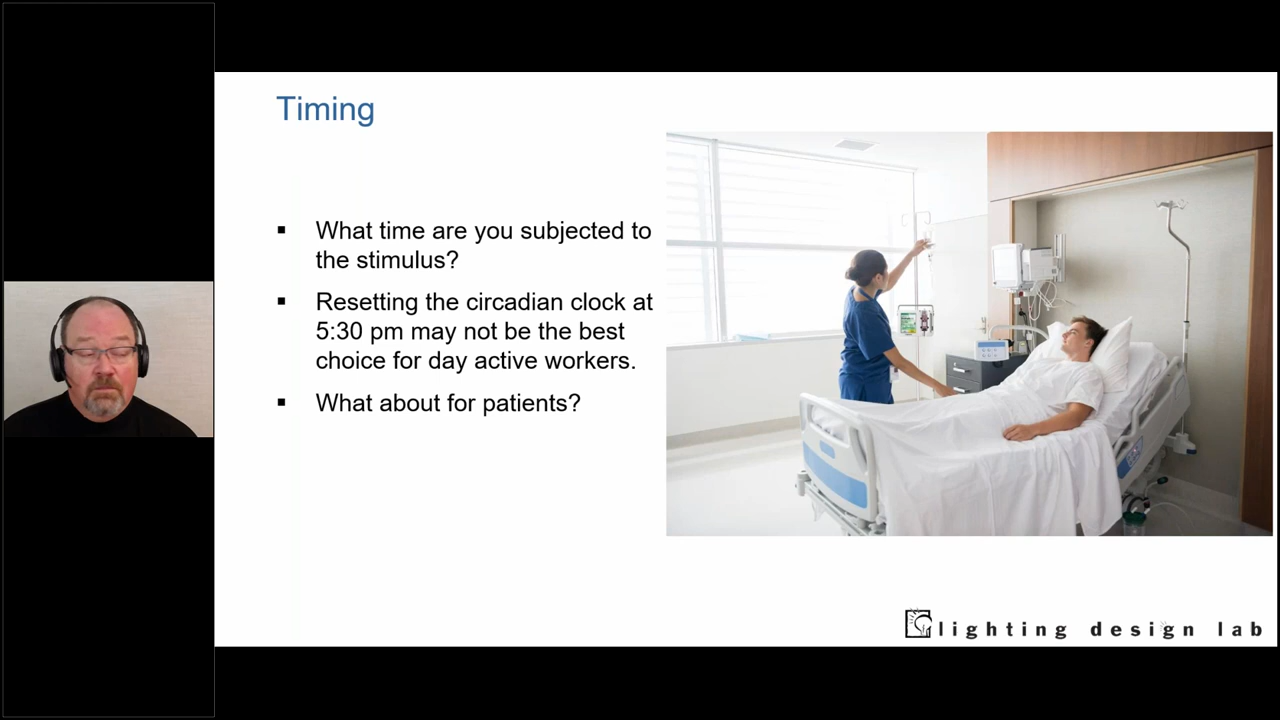 Timing
▪ What time are you subjected to
the stimulus?
▪ Resetting the circadian clock at
5:30 pm may not be the best
choice for day active workers.
▪ What about for patients?
lighting design lab